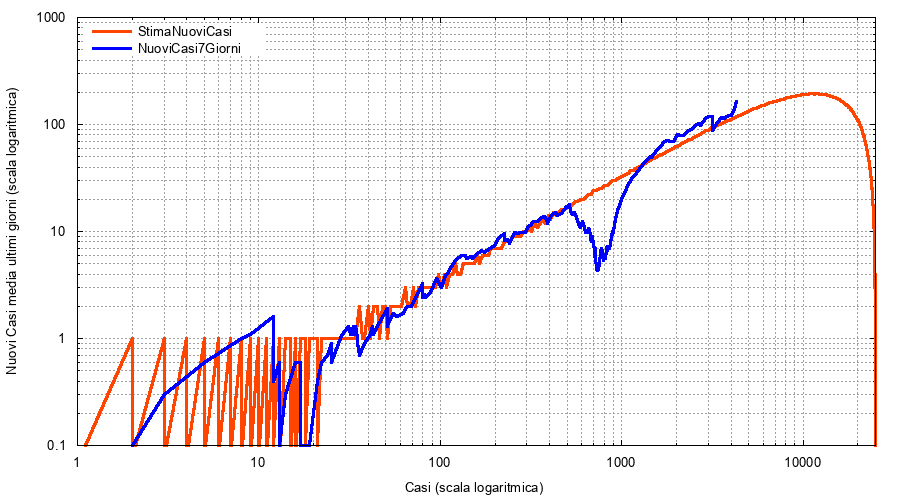 1000
100
10
1
0.1
1 10 100 1000 10000
StimaNuoviCasi
NuoviCasi7Giorni
Nuovi Casi media ultimi giorni (scala logaritmica)
Casi (scala logaritmica)